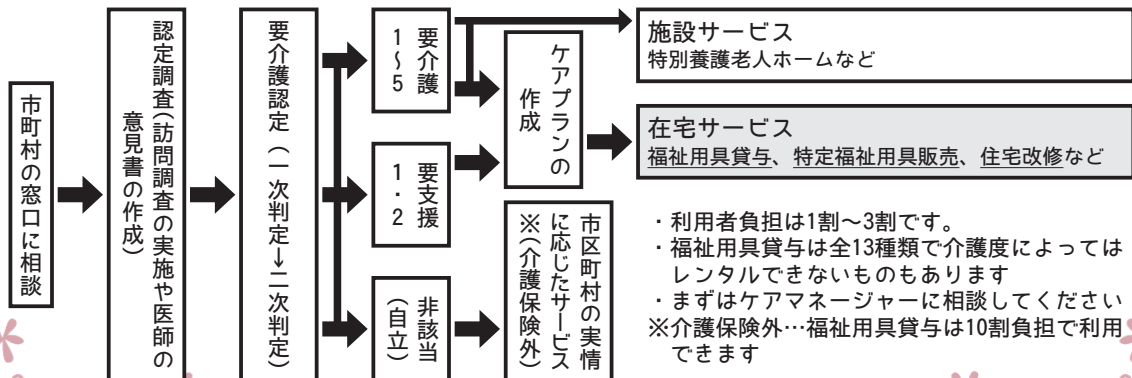 市町村の窓口に相談
認定調査(訪問調査の実施や医師の
意見書の作成)
要介護認定(一次判定→二次判定)
要介護
1~5
要支援
1・2
非該当
(自立)
ケアプランの
作成
市区町村の実情
に応じたサービス
※(介護保険外)
施設サービス
特別養護老人ホームなど
在宅サービス
福祉用具貸与、特定福祉用具販売、住宅改修など
・利用者負担は1割～3割です。
・福祉用具貸与は全13種類で介護度によっては
レンタルできないものもあります
・まずはケアマネージャーに相談してください
※介護保険外…福祉用具貸与は10割負担で利用
できます